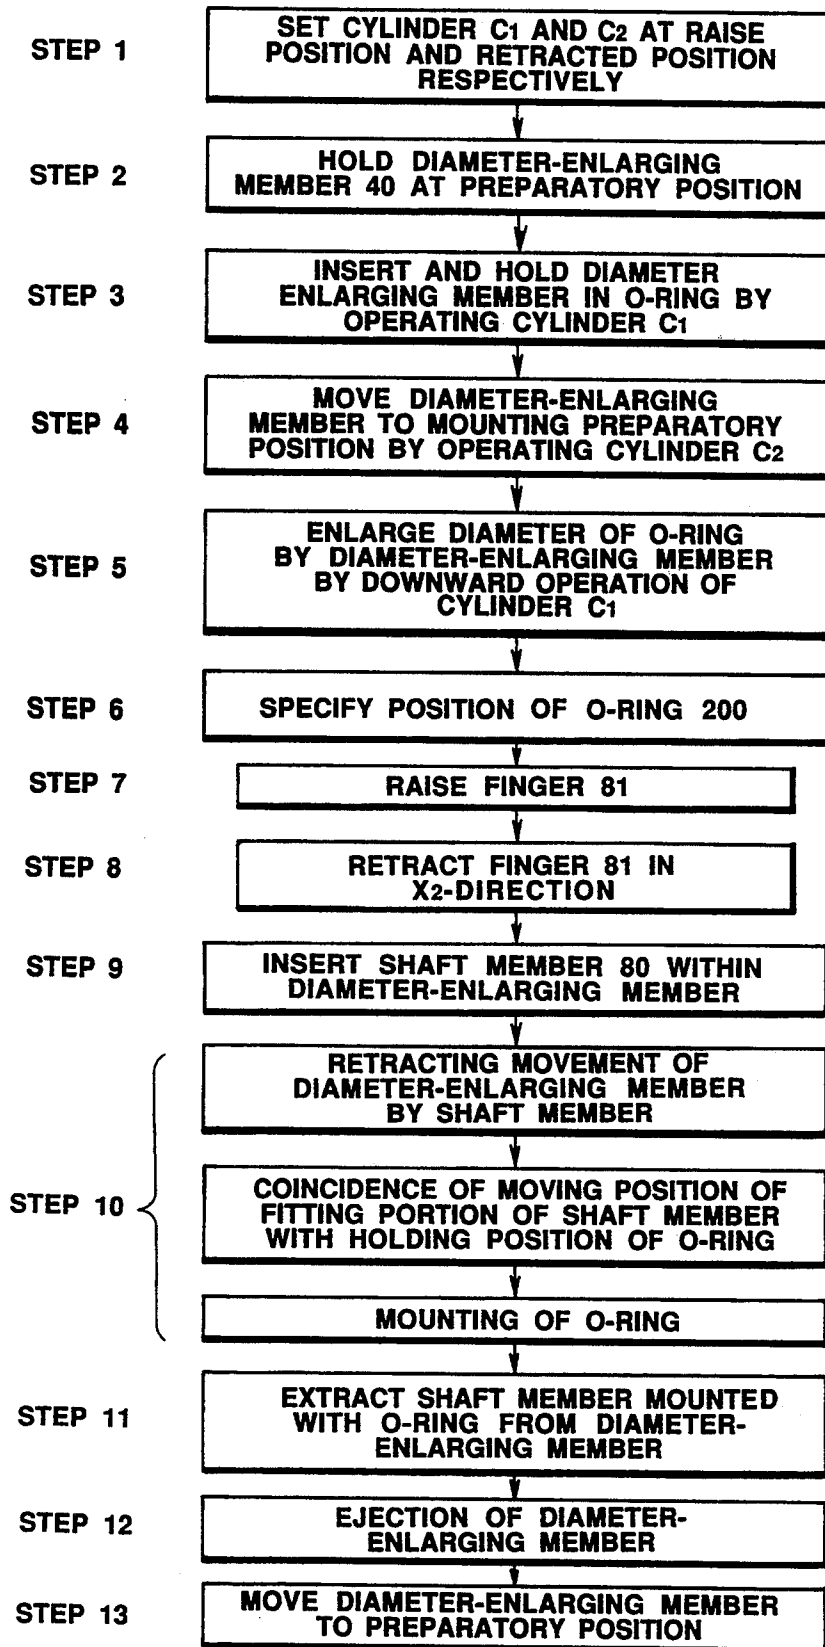 STEP 1
SET CYLINDER C1 AND C2 AT RAISE
POSITION AND RETRACTED POSITION
RESPECTIVELY
STEP 2
HOLD DIAMETER-ENLARGING
MEMBER 40 AT PREPARATORY POSITION
STEP 3
INSERT AND HOLD DIAMETER
ENLARGING MEMBER IN O-RING BY
OPERATING CYLINDER C1
STEP 4
MOVE DIAMETER-ENLARGING
MEMBER TO MOUNTING PREPARATORY
POSITION BY OPERATING CYLINDER C2
STEP 5
ENLARGE DIAMETER OF O-RING
BY DIAMETER-ENLARGING MEMBER
BY DOWNWARD OPERATION OF
CYLINDER C1
STEP 6
SPECIFY POSITION OF O-RING 200
STEP 7
RAISE FINGER 81
STEP 8
RETRACT FINGER 81 IN
X2-DIRECTION
STEP 9
INSERT SHAFT MEMBER 80 WITHIN
DIAMETER-ENLARGING MEMBER
STEP 10
RETRACTING MOVEMENT OF
DIAMETER-ENLARGING MEMBER
BY SHAFT MEMBER
COINCIDENCE OF MOVING POSITION OF
FITTING PORTION OF SHAFT MEMBER
WITH HOLDING POSITION OF O-RING
MOUNTING OF O-RING
STEP 11
EXTRACT SHAFT MEMBER MOUNTED
WITH O-RING FROM DIAMETER-
ENLARGING MEMBER
STEP 12
EJECTION OF DIAMETER-
ENLARGING MEMBER
STEP 13
MOVE DIAMETER-ENLARGING MEMBER
TO PREPARATORY POSITION